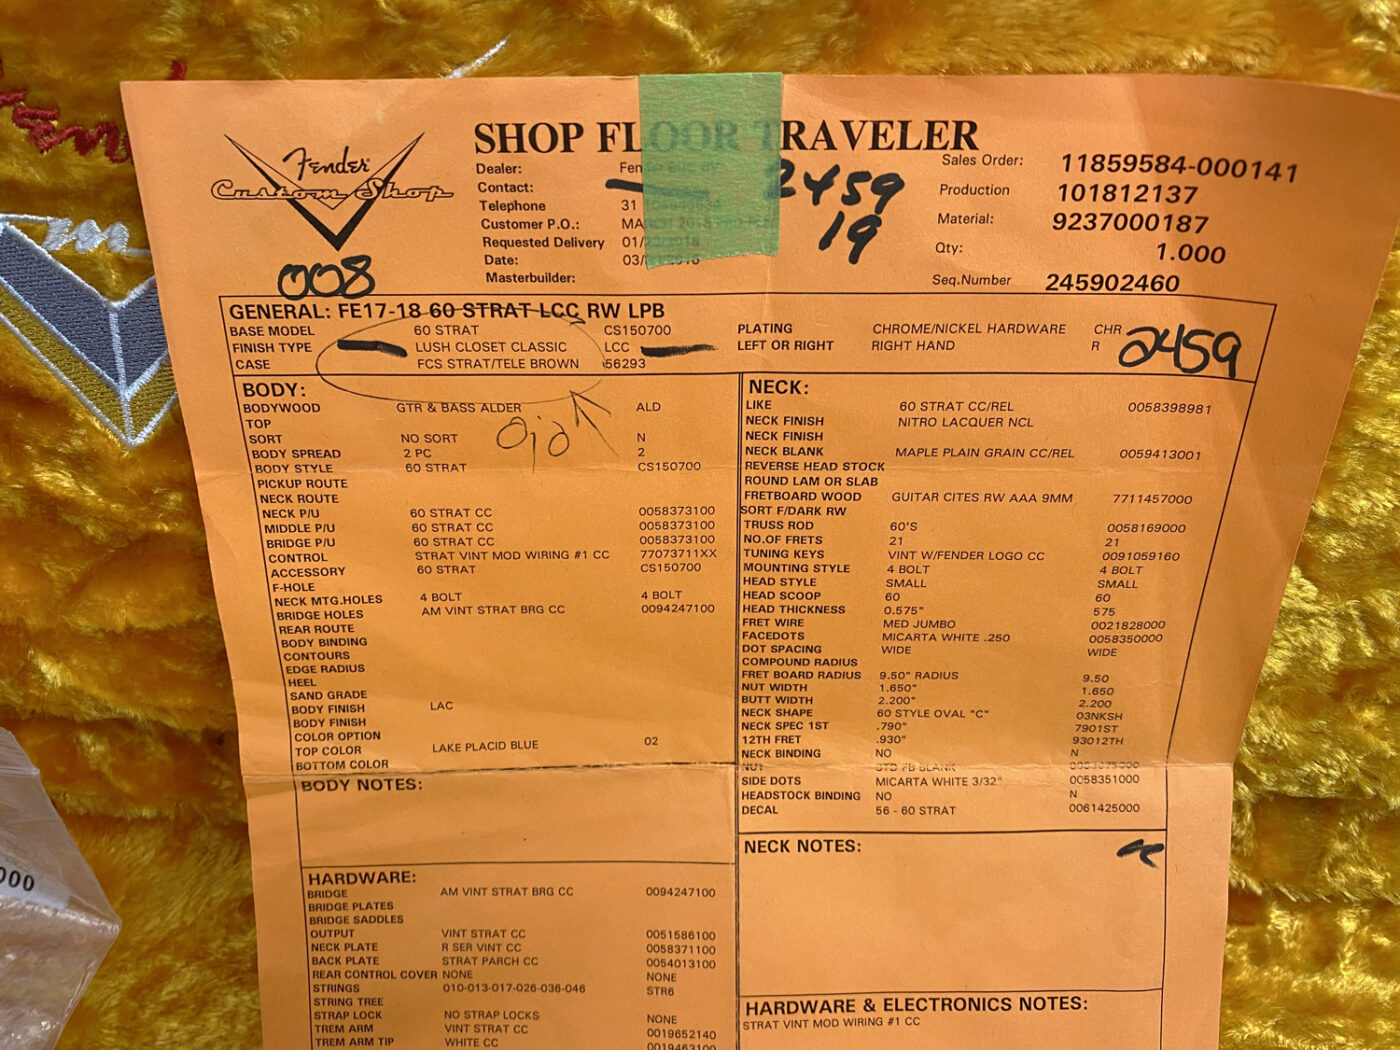 SHOP FLOOR TRAVELER
Fender
Custom Shop
Dealer:
Contact:
Telephone 31
Customer P.O.: MARCH 2018
Requested Delivery 01/
Date: 03/
Masterbuilder:
2459
19
Sales Order: 11859584-000141
Production 101812137
Material: 9237000187
Qty: 1.000
Seq.Number 245902460
008
GENERAL: FE17-18 60 STRAT LCC RW LPB
BASE MODEL 60 STRAT CS150700 PLATING CHROME/NICKEL HARDWARE CHR
FINISH TYPE LUSH CLOSET CLASSIC LCC LEFT OR RIGHT RIGHT HAND R
CASE FCS STRAT/TELE BROWN 56293
2459
BODY:
BODYWOOD GTR & BASS ALDER ALD
TOP
SORT NO SORT N
BODY SPREAD 2 PC 2
BODY STYLE 60 STRAT CS150700
PICKUP ROUTE
NECK ROUTE
NECK P/U 60 STRAT CC 0058373100
MIDDLE P/U 60 STRAT CC 0058373100
BRIDGE P/U 60 STRAT CC 0058373100
CONTROL STRAT VINT MOD WIRING #1 CC 77073711XX
ACCESSORY 60 STRAT CS150700
F-HOLE
NECK MTG.HOLES 4 BOLT 4 BOLT
BRIDGE HOLES AM VINT STRAT BRG CC 0094247100
REAR ROUTE
BODY BINDING
CONTOURS
EDGE RADIUS
HEEL
SAND GRADE
BODY FINISH LAC
BODY FINISH
COLOR OPTION
TOP COLOR LAKE PLACID BLUE 02
BOTTOM COLOR
BODY NOTES:
HARDWARE:
BRIDGE AM VINT STRAT BRG CC 0094247100
BRIDGE PLATES
BRIDGE SADDLES
OUTPUT VINT STRAT CC 0051586100
NECK PLATE R SER VINT CC 0058371100
BACK PLATE STRAT PARCH CC 0054013100
REAR CONTROL COVER NONE NONE
STRINGS 010-013-017-026-036-046 STR6
STRING TREE
STRAP LOCK NO STRAP LOCKS NONE
TREM ARM VINT STRAT CC 0019652140
TREM ARM TIP WHITE CC 0019463100
NECK:
LIKE 60 STRAT CC/REL 0058398981
NECK FINISH NITRO LACQUER NCL
NECK FINISH
NECK BLANK MAPLE PLAIN GRAIN CC/REL 0059413001
REVERSE HEAD STOCK
ROUND LAM OR SLAB
FRETBOARD WOOD GUITAR CITES RW AAA 9MM 7711457000
SORT F/DARK RW
TRUSS ROD 60'S 0058169000
NO.OF FRETS 21 21
TUNING KEYS VINT W/FENDER LOGO CC 0091059160
MOUNTING STYLE 4 BOLT 4 BOLT
HEAD STYLE SMALL SMALL
HEAD SCOOP 60 60
HEAD THICKNESS 0.575" 575
FRET WIRE MED JUMBO 0021828000
FACEDOTS MICARTA WHITE .250 0058350000
DOT SPACING WIDE WIDE
COMPOUND RADIUS
FRET BOARD RADIUS 9.50" RADIUS 9.50
NUT WIDTH 1.650" 1.650
BUTT WIDTH 2.200" 2.200
NECK SHAPE 60 STYLE OVAL "C" 03NKSH
NECK SPEC 1ST .790" 7901ST
12TH FRET .930" 93012TH
NECK BINDING NO N
NUT STD FB BLANK
SIDE DOTS MICARTA WHITE 3/32" 0058351000
HEADSTOCK BINDING NO N
DECAL 56 - 60 STRAT 0061425000
NECK NOTES:
HARDWARE & ELECTRONICS NOTES:
STRAT VINT MOD WIRING #1 CC
000